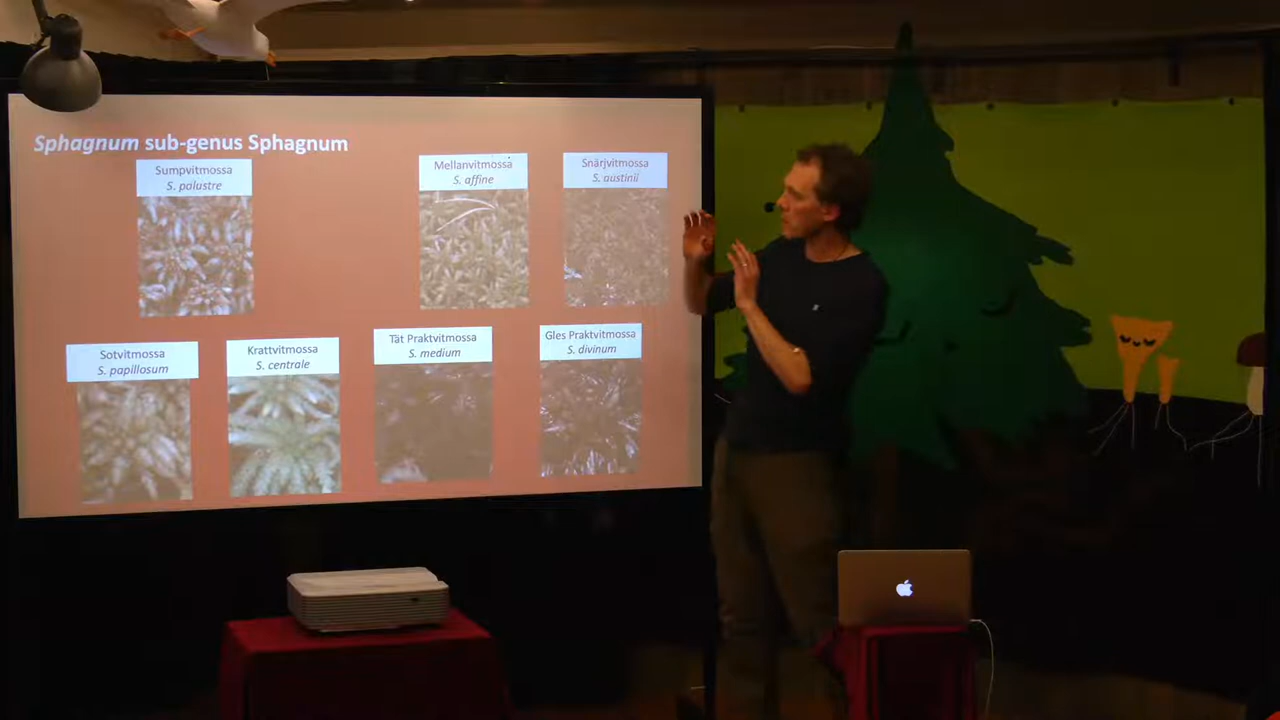 Sphagnum sub-genus Sphagnum
Sumpvitmossa
S. palustre
Mellanvitmossa
S. affine
Snärjvitmossa
S. austinii
Sotvitmossa
S. papillosum
Krattvitmossa
S. centrale
Tät Praktvitmossa
S. medium
Gles Praktvitmossa
S. divinum